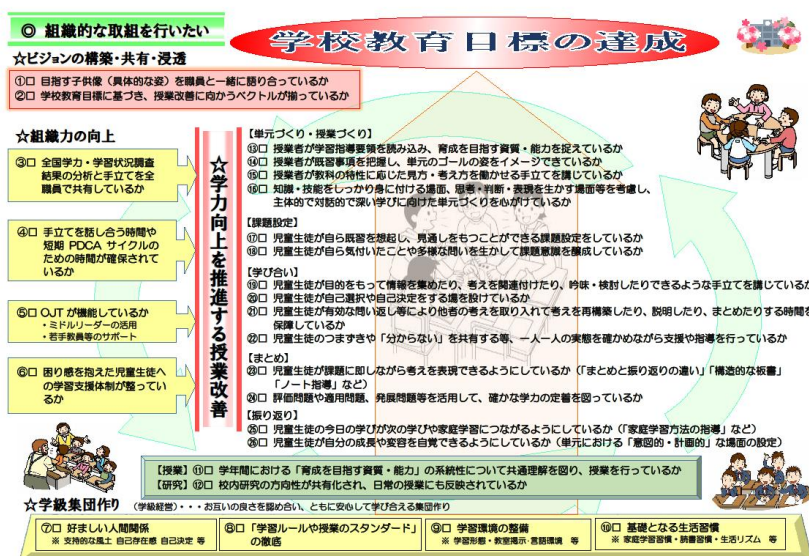 ◎ 組織的な取組を行いたい
学校教育目標の達成
☆ビジョンの構築・共有・浸透
①□ 目指す子供像(具体的な姿)を職員と一緒に語り合っているか
②□ 学校教育目標に基づき、授業改善に向かうベクトルが揃っているか
☆組織力の向上
③□ 全国学力・学習状況調査
結果の分析と手立てを全
職員で共有しているか
④□ 手立てを話し合う時間や
短期 PDCA サイクルの
ための時間が確保されて
いるか
⑤□ OJT が機能しているか
・ミドルリーダーの活用
・若手教員等のサポート
⑥□ 困り感を抱えた児童生徒へ
の学習支援体制が整ってい
るか
☆学力向上を推進する授業改善
【単元づくり・授業づくり】
⑬□ 授業者が学習指導要領を読み込み、育成を目指す資質・能力を捉えているか
⑭□ 授業者が既習事項を把握し、単元のゴールの姿をイメージできているか
⑮□ 授業者が教科の特性に応じた見方・考え方を働かせる手立てを講じているか
⑯□ 知識・技能をしっかり身に付ける場面、思考・判断・表現を生かす場面等を考慮し、
主体的で対話的で深い学びに向けた単元づくりを心がけているか
【課題設定】
⑰□ 児童生徒が自ら既習を想起し、見通しをもつことができる課題設定をしているか
⑱□ 児童生徒が自ら気付いたことや多様な問いを生かして課題意識を醸成しているか
【学び合い】
⑲□ 児童生徒が目的をもって情報を集めたり、考えを関連付けたり、吟味・検討したりできるような手立てを講じているか
⑳□ 児童生徒が自己選択や自己決定をする場を設けているか
㉑□ 児童生徒が有効な問い返し等により他者の考えを取り入れて考えを再構築したり、説明したり、まとめたりする時間を
保障しているか
㉒□ 児童生徒のつまずきや「分からない」を共有する等、一人一人の実態を確かめながら支援や指導を行っているか
【まとめ】
㉓□ 児童生徒が課題に即しながら考えを表現できるようにしているか(「まとめと振り返りの違い」「構造的な板書」
「ノート指導」など)
㉔□ 評価問題や適用問題、発展問題等を活用して、確かな学力の定着を図っているか
【振り返り】
㉕□ 児童生徒の今日の学びが次の学びや家庭学習につながるようにしているか(「家庭学習方法の指導」など)
㉖□ 児童生徒が自分の成長や変容を自覚できるようにしているか(単元における「意図的・計画的」な場面の設定)
【授業】⑪□ 学年間における「育成を目指す資質・能力」の系統性について共通理解を図り、授業を行っているか
【研究】⑫□ 校内研究の方向性が共有化され、日常の授業にも反映されているか
☆学級集団作り (学級経営)・・・お互いの良さを認め合い、ともに安心して学び合える集団作り
⑦□ 好ましい人間関係
※ 支持的な風土 自己存在感 自己決定 等
⑧□ 「学習ルールや授業のスタンダード」
の徹底
⑨□ 学習環境の整備
※ 学習形態・教室掲示・言語環境 等
⑩□ 基礎となる生活習慣
※ 家庭学習習慣・読書習慣・生活リズム 等